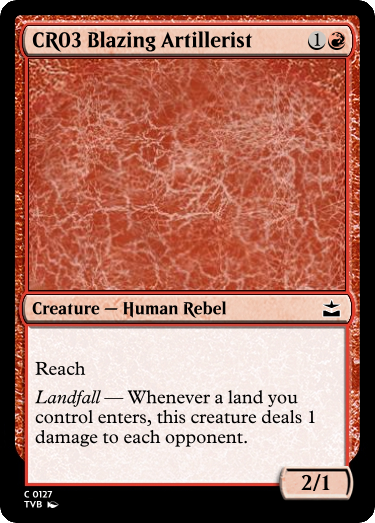 CR03 Blazing Artillerist 1
Creature — Human Rebel
Reach
Landfall — Whenever a land you
control enters, this creature deals 1
damage to each opponent.
2/1
C 0127
TVB